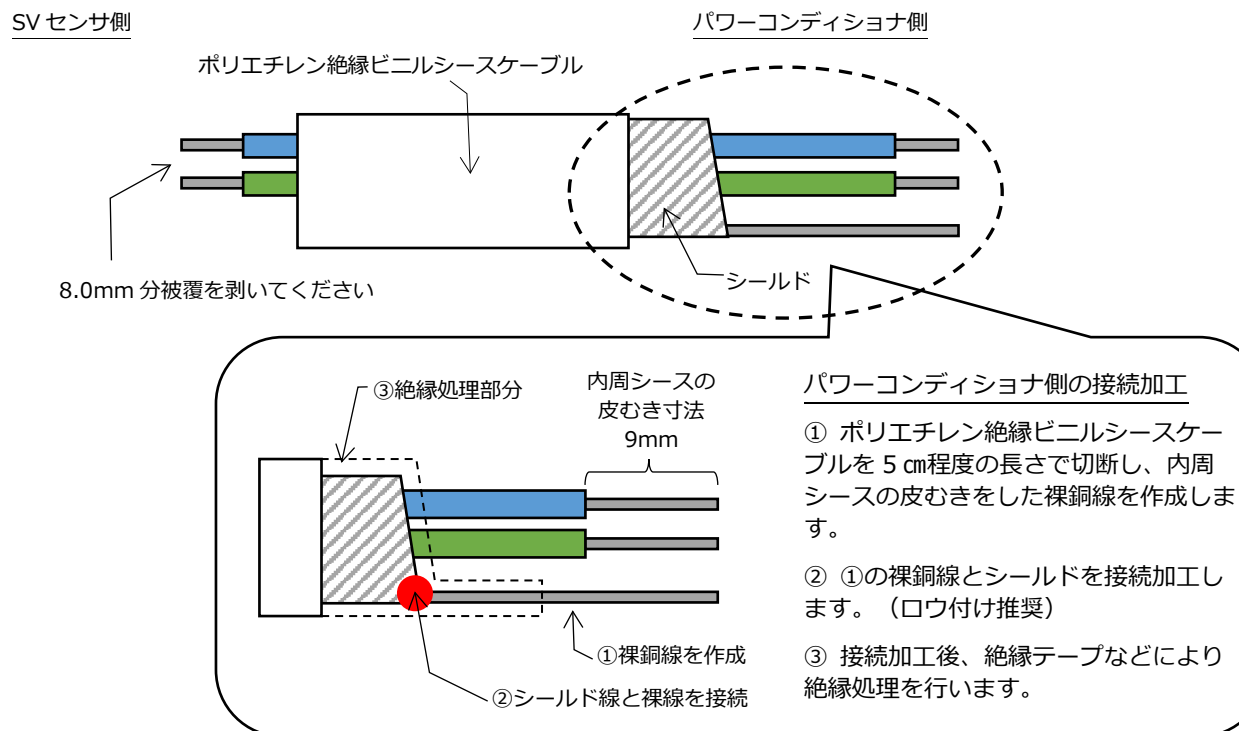 SV センサ側
パワーコンディショナ側
ポリエチレン絶縁ビニルシースケーブル
シールド
8.0mm 分被覆を剥いてください
③絶縁処理部分
内周シースの
皮むき寸法
9mm
①裸銅線を作成
②シールド線と裸線を接続
パワーコンディショナ側の接続加工
① ポリエチレン絶縁ビニルシースケー
ブルを 5 ㎝程度の長さで切断し、内周
シースの皮むきをした裸銅線を作成しま
す。
② ①の裸銅線とシールドを接続加工し
ます。（ロウ付け推奨）
③ 接続加工後、絶縁テープなどにより
絶縁処理を行います。